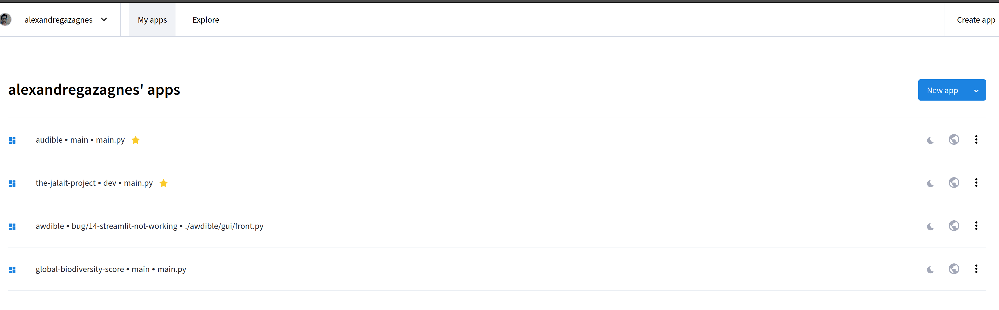 alexandregazagnes My apps Explore Create app
alexandregazagnes' apps New app
audible • main • main.py
the-jalait-project • dev • main.py
awdible • bug/14-streamlit-not-working • ./awdible/gui/front.py
global-biodiversity-score • main • main.py